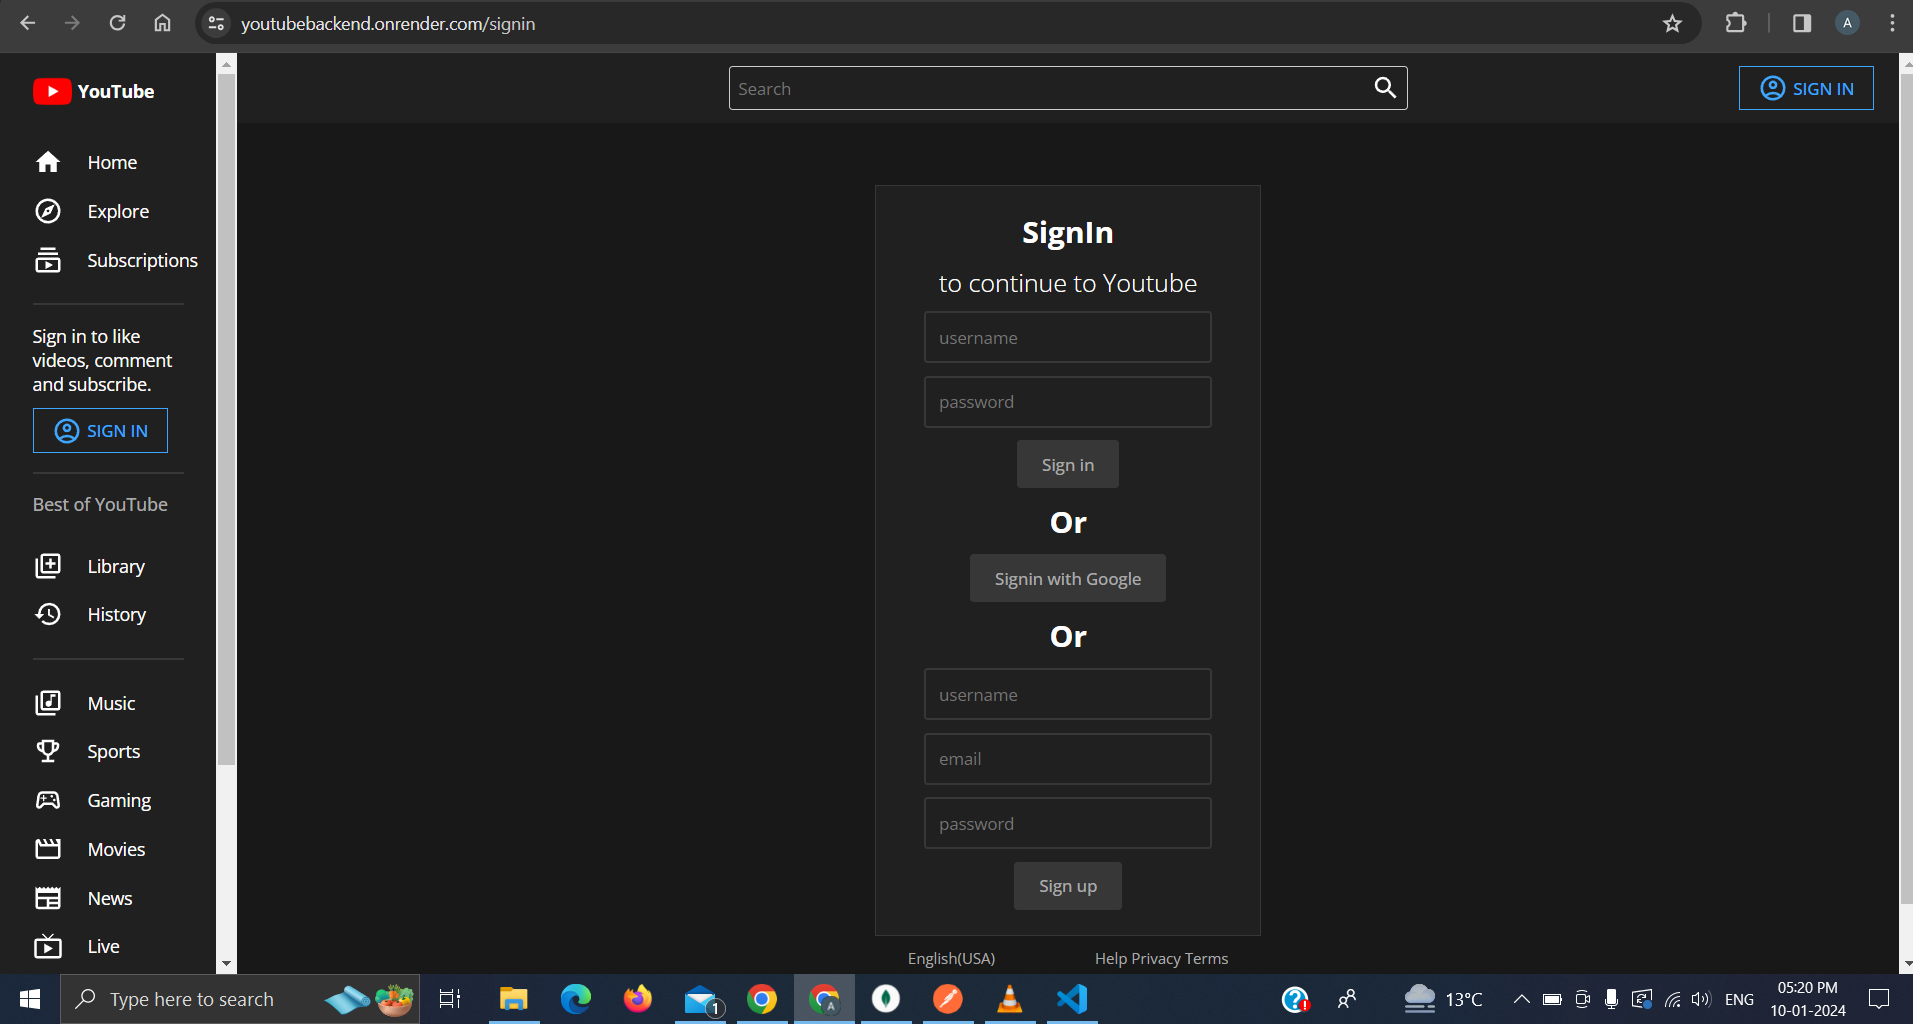 youtubebackend.onrender.com/signin
A
YouTube
Search
SIGN IN
Home
Explore
Subscriptions
Sign in to like
videos, comment
and subscribe.
SIGN IN
Best of YouTube
Library
History
Music
Sports
Gaming
Movies
News
Live
SignIn
to continue to Youtube
username
password
Sign in
Or
Signin with Google
Or
username
email
password
Sign up
English(USA)
Help Privacy Terms
Type here to search
1
A
13°C
ENG
05:20 PM
10-01-2024